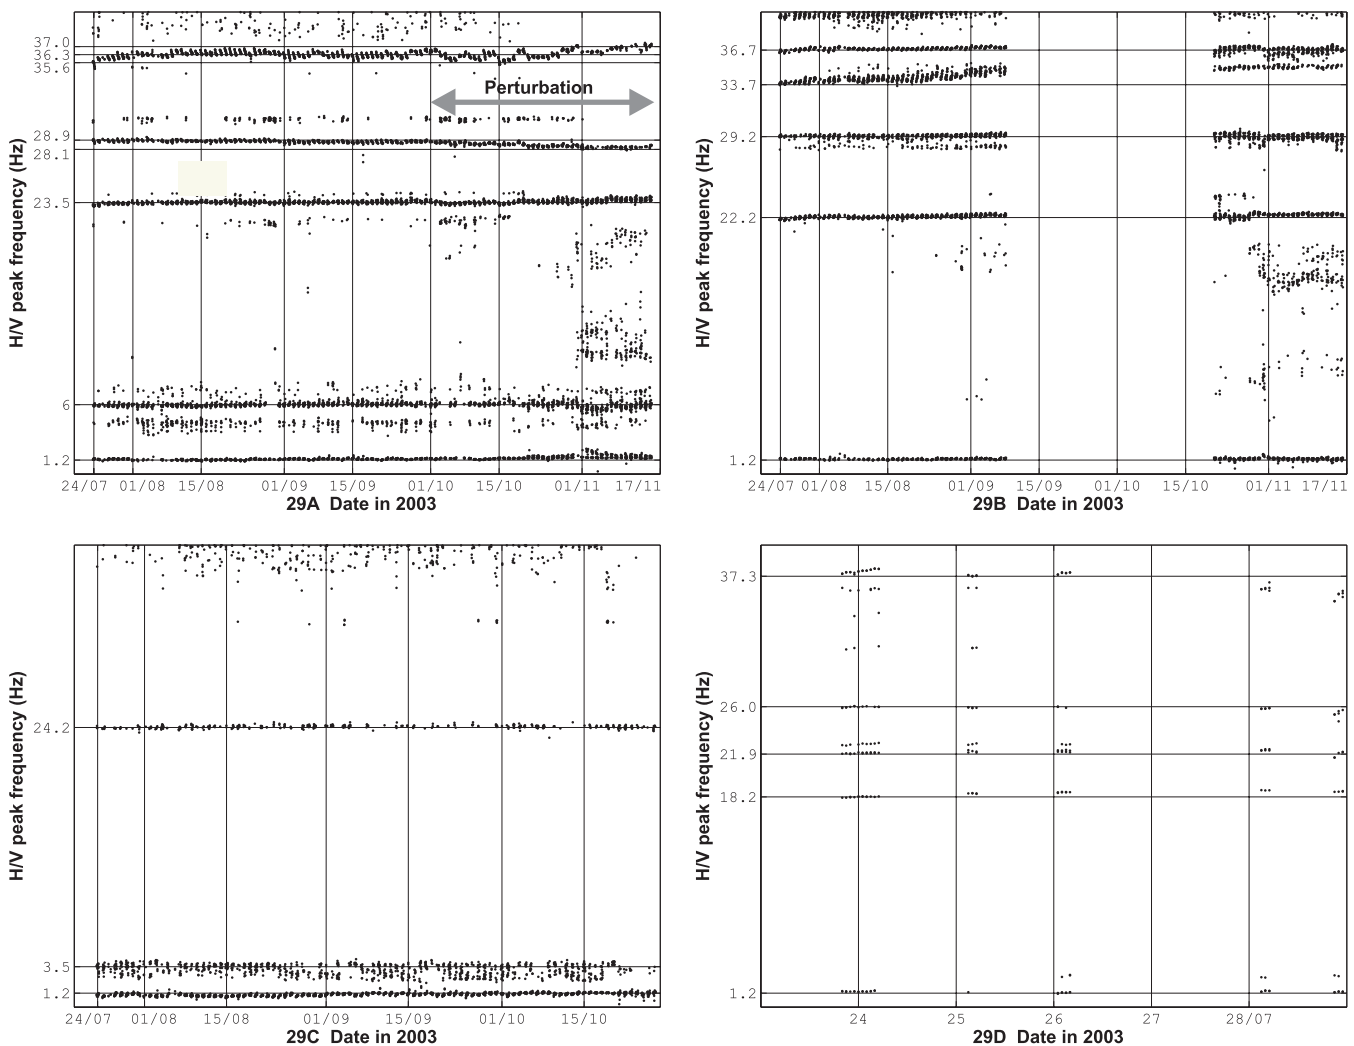 37.0
36.3
35.6
Perturbation
28.9
28.1
23.5
6
1.2
H/V peak frequency (Hz)
24/07 01/08 15/08 01/09 15/09 01/10 15/10 01/11 17/11
29A Date in 2003
36.7
33.7
29.2
22.2
1.2
H/V peak frequency (Hz)
24/07 01/08 15/08 01/09 15/09 01/10 15/10 01/11 17/11
29B Date in 2003
24.2
3.5
1.2
H/V peak frequency (Hz)
24/07 01/08 15/08 01/09 15/09 01/10 15/10
29C Date in 2003
37.3
26.0
21.9
18.2
1.2
H/V peak frequency (Hz)
24 25 26 27 28/07
29D Date in 2003